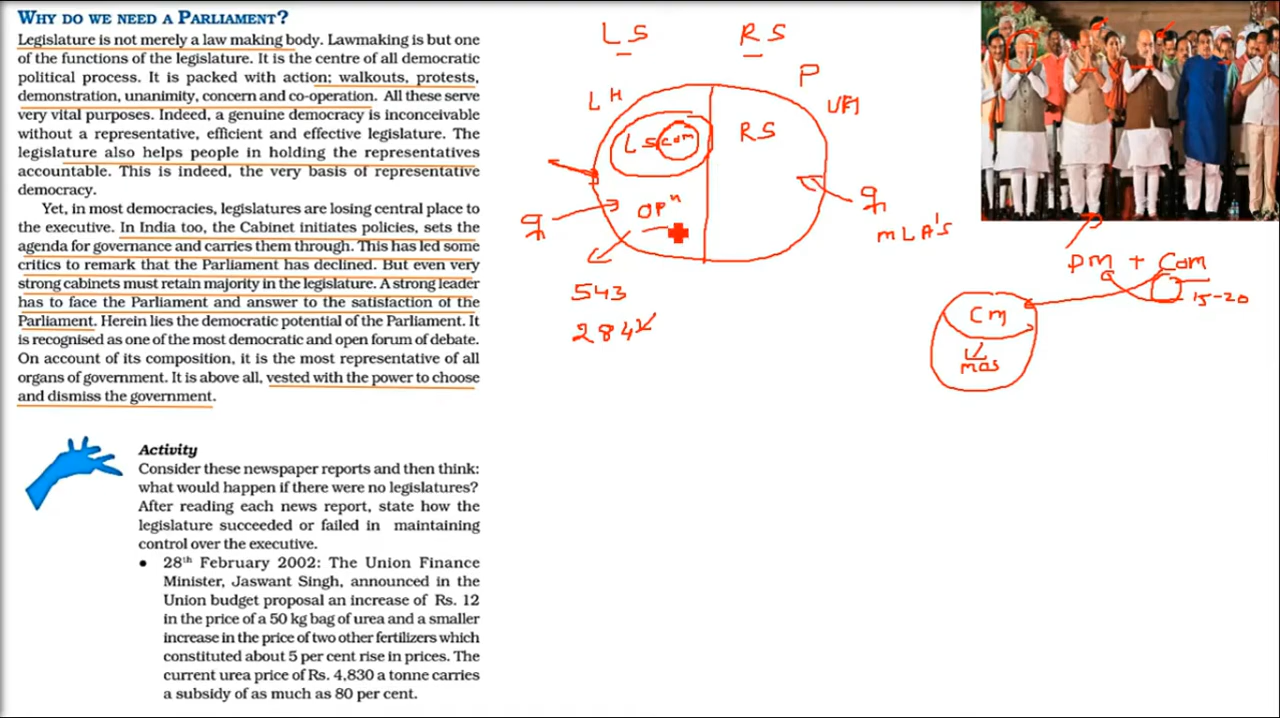 WHY DO WE NEED A PARLIAMENT?
Legislature is not merely a law making body. Lawmaking is but one
of the functions of the legislature. It is the centre of all democratic
political process. It is packed with action; walkouts, protests,
demonstration, unanimity, concern and co-operation. All these serve
very vital purposes. Indeed, a genuine democracy is inconceivable
without a representative, efficient and effective legislature. The
legislature also helps people in holding the representatives
accountable. This is indeed, the very basis of representative
democracy.
Yet, in most democracies, legislatures are losing central place to
the executive. In India too, the Cabinet initiates policies, sets the
agenda for governance and carries them through. This has led some
critics to remark that the Parliament has declined. But even very
strong cabinets must retain majority in the legislature. A strong leader
has to face the Parliament and answer to the satisfaction of the
Parliament. Herein lies the democratic potential of the Parliament. It
is recognised as one of the most democratic and open forum of debate.
On account of its composition, it is the most representative of all
organs of government. It is above all, vested with the power to choose
and dismiss the government.
Activity
Consider these newspaper reports and then think:
what would happen if there were no legislatures?
After reading each news report, state how the
legislature succeeded or failed in maintaining
control over the executive.
• 28th February 2002: The Union Finance
Minister, Jaswant Singh, announced in the
Union budget proposal an increase of Rs. 12
in the price of a 50 kg bag of urea and a smaller
increase in the price of two other fertilizers which
constituted about 5 per cent rise in prices. The
current urea price of Rs. 4,830 a tonne carries
a subsidy of as much as 80 per cent.
LS RS
LH P
LS Com RS
Opn
MLA's
543
284
PM + Com
15-20
CM
MOS